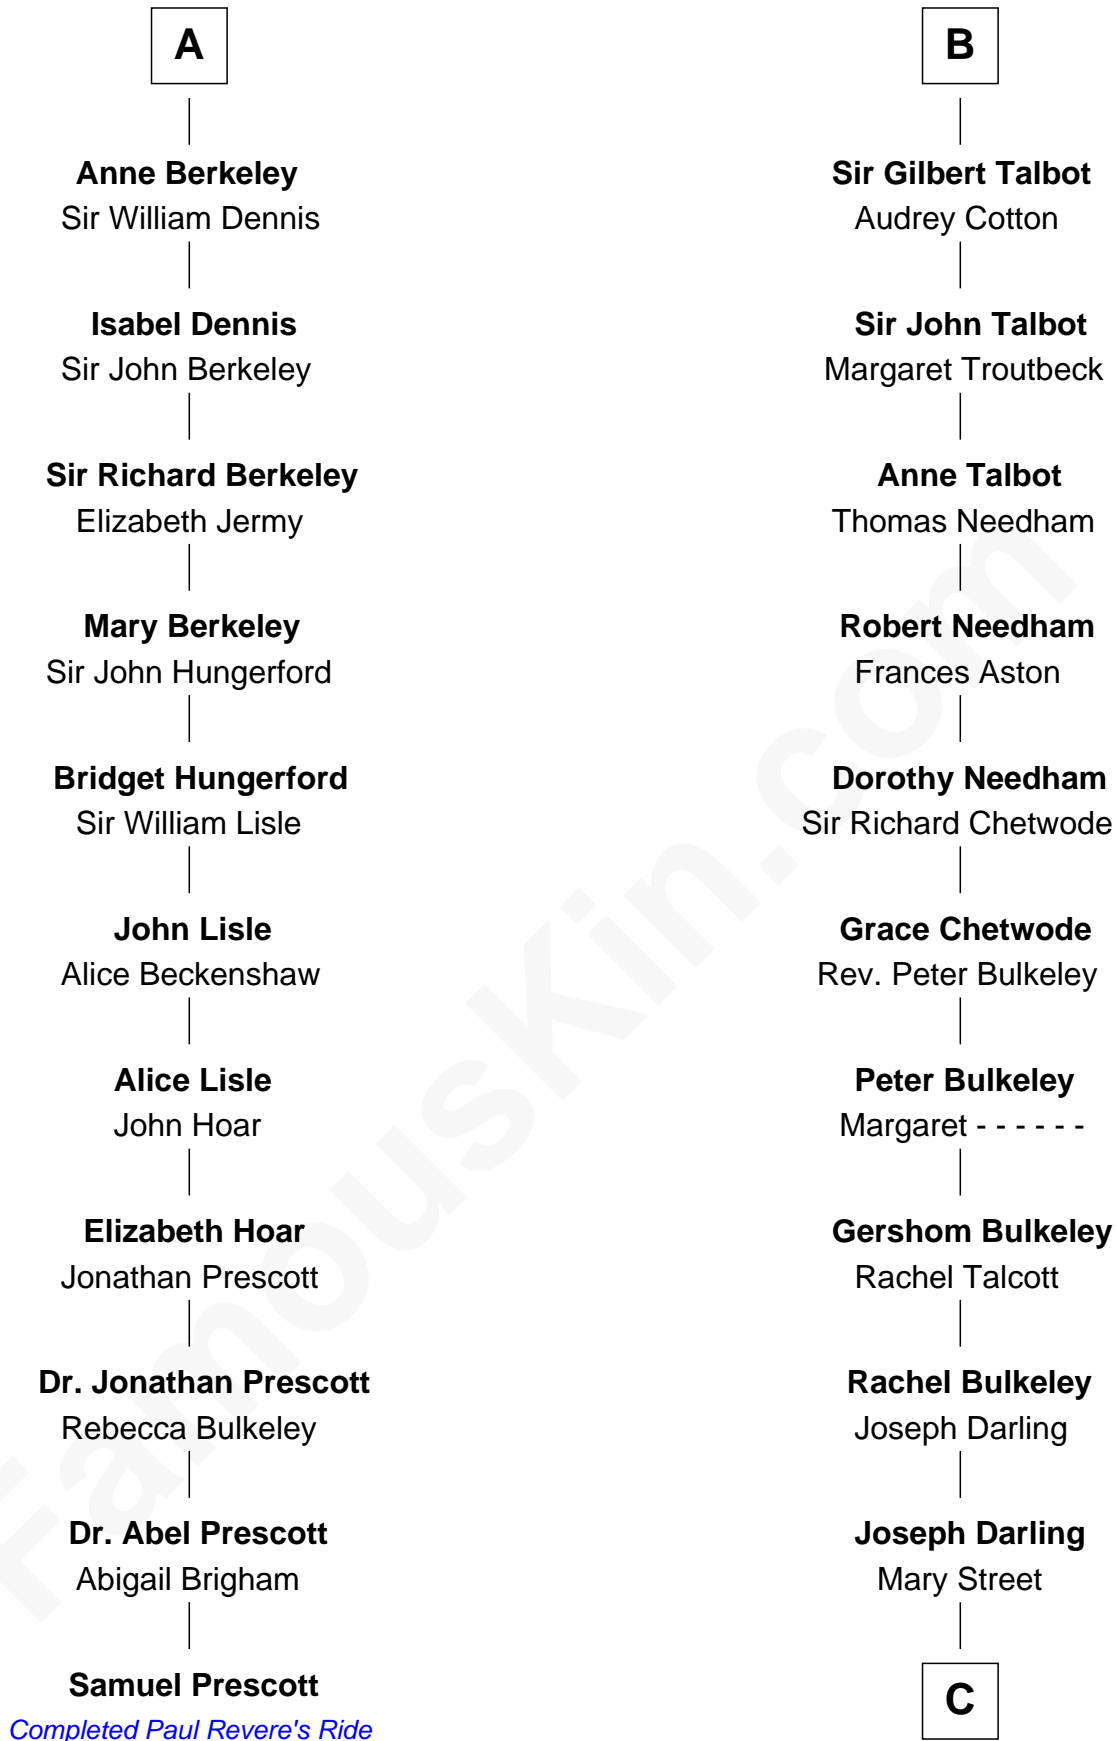 A
Anne Berkeley
Sir William Dennis
Isabel Dennis
Sir John Berkeley
Sir Richard Berkeley
Elizabeth Jermy
Mary Berkeley
Sir John Hungerford
Bridget Hungerford
Sir William Lisle
John Lisle
Alice Beckenshaw
Alice Lisle
John Hoar
Elizabeth Hoar
Jonathan Prescott
Dr. Jonathan Prescott
Rebecca Bulkeley
Dr. Abel Prescott
Abigail Brigham
Samuel Prescott
Completed Paul Revere's Ride
B
Sir Gilbert Talbot
Audrey Cotton
Sir John Talbot
Margaret Troutbeck
Anne Talbot
Thomas Needham
Robert Needham
Frances Aston
Dorothy Needham
Sir Richard Chetwode
Grace Chetwode
Rev. Peter Bulkeley
Peter Bulkeley
Margaret - - - - - -
Gershom Bulkeley
Rachel Talcott
Rachel Bulkeley
Joseph Darling
Joseph Darling
Mary Street
C
FamousKin.com